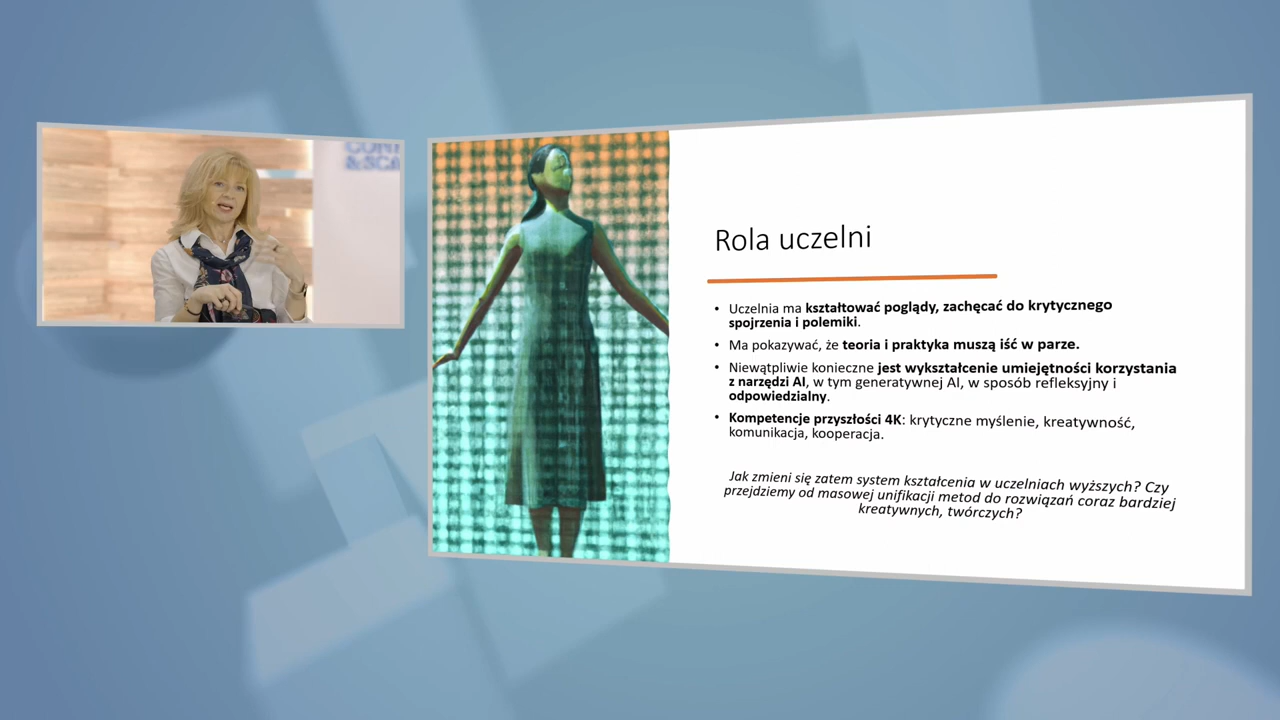 Rola uczelni
• Uczelnia ma kształtować poglądy, zachęcać do krytycznego
spojrzenia i polemiki.
• Ma pokazywać, że teoria i praktyka muszą iść w parze.
• Niewątpliwie konieczne jest wykształcenie umiejętności korzystania
z narzędzi AI, w tym generatywnej AI, w sposób refleksyjny i
odpowiedzialny.
• Kompetencje przyszłości 4K: krytyczne myślenie, kreatywność,
komunikacja, kooperacja.
Jak zmieni się zatem system kształcenia w uczelniach wyższych? Czy
przejdziemy od masowej unifikacji metod do rozwiązań coraz bardziej
kreatywnych, twórczych?